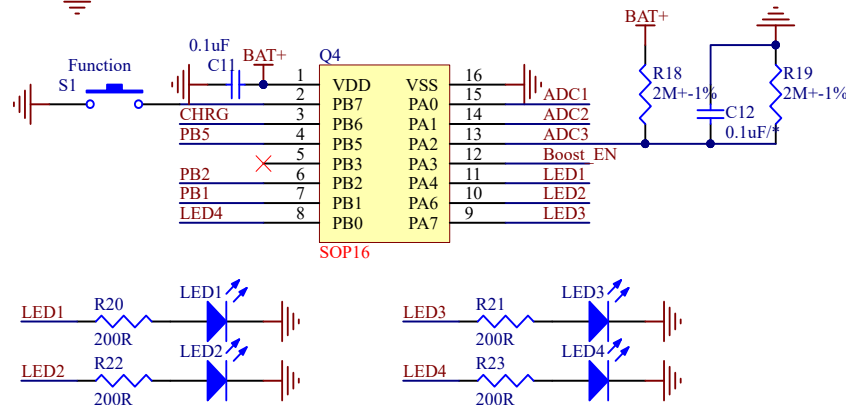 BAT+
0.1uF
Q4
Function
BAT+
C11
S1
R18
R19
2M+-1%
2M+-1%
C12
0.1uF/*
1 VDD VSS 16
2 PB7 PA0 15 ADC1
CHRG 3 PB6 PA1 14 ADC2
PB5 4 PB5 PA2 13 ADC3
5 PB3 PA3 12 Boost_EN
PB2 6 PB2 PA4 11 LED1
PB1 7 PB1 PA6 10 LED2
LED4 8 PB0 PA7 9 LED3
SOP16
LED1 R20 LED1
200R
LED3 R21 LED3
200R
LED2 R22 LED2
200R
LED4 R23 LED4
200R